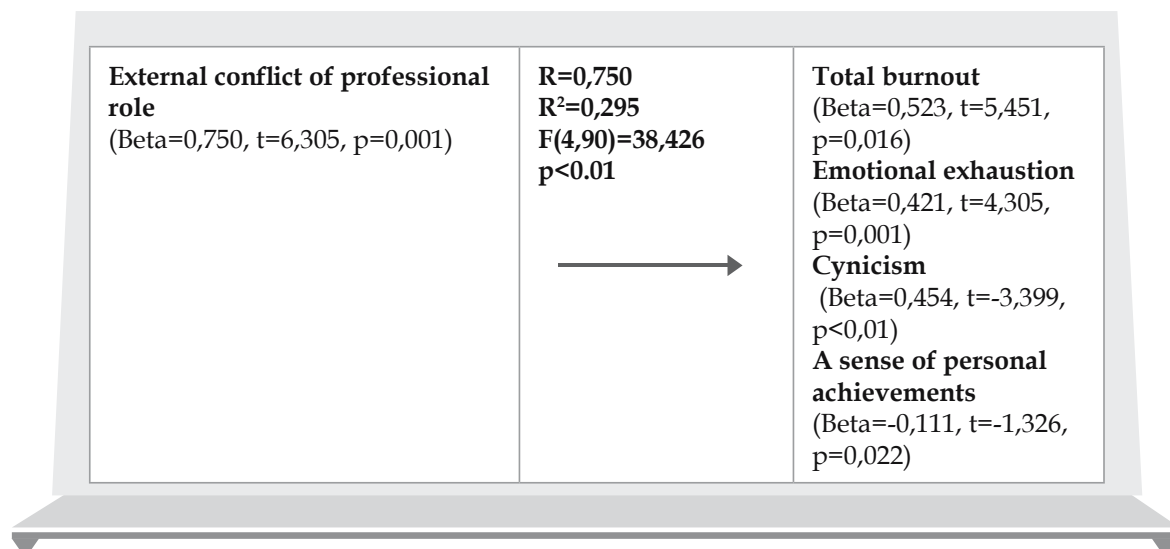 External conflict of professional
role
(Beta=0,750, t=6,305, p=0,001)
R=0,750
R²=0,295
F(4,90)=38,426
p<0.01
Total burnout
(Beta=0,523, t=5,451,
p=0,016)
Emotional exhaustion
(Beta=0,421, t=4,305,
p=0,001)
Cynicism
(Beta=0,454, t=-3,399,
p<0,01)
A sense of personal
achievements
(Beta=-0,111, t=-1,326,
p=0,022)